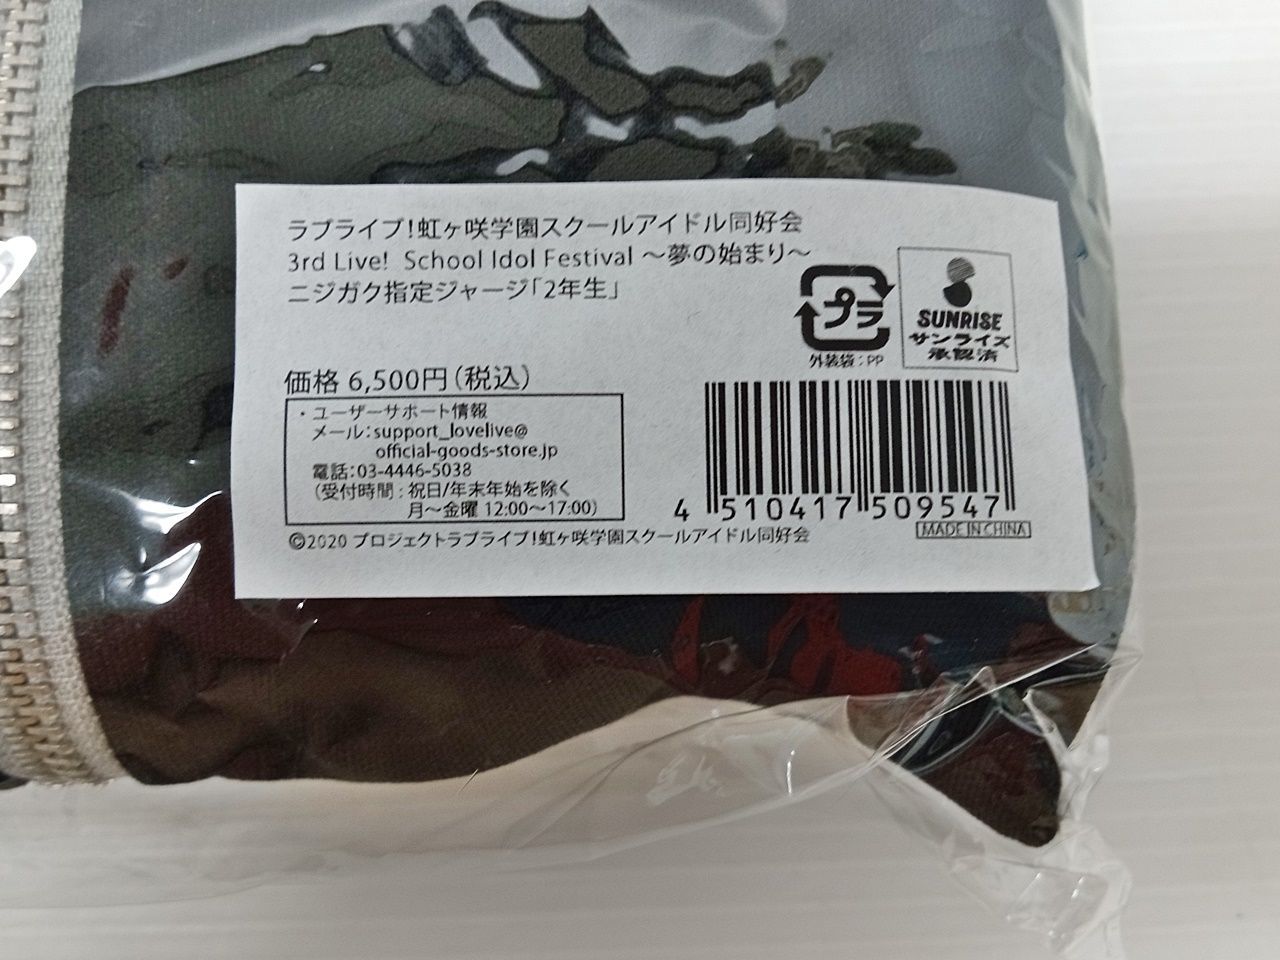 ラブライブ!虹ヶ咲学園スクールアイドル同好会
3rd Live! School Idol Festival ～夢の始まり～
ニジガク指定ジャージ「2年生」
プラ
外装袋:PP
SUNRISE
サンライズ
承認済
価格 6,500円(税込)
・ユーザーサポート情報
メール:support_lovelive@
official-goods-store.jp
電話:03-4446-5038
(受付時間:祝日/年末年始を除く
月～金曜 12:00～17:00)
4 510417 509547
©2020 プロジェクトラブライブ!虹ヶ咲学園スクールアイドル同好会
MADE IN CHINA